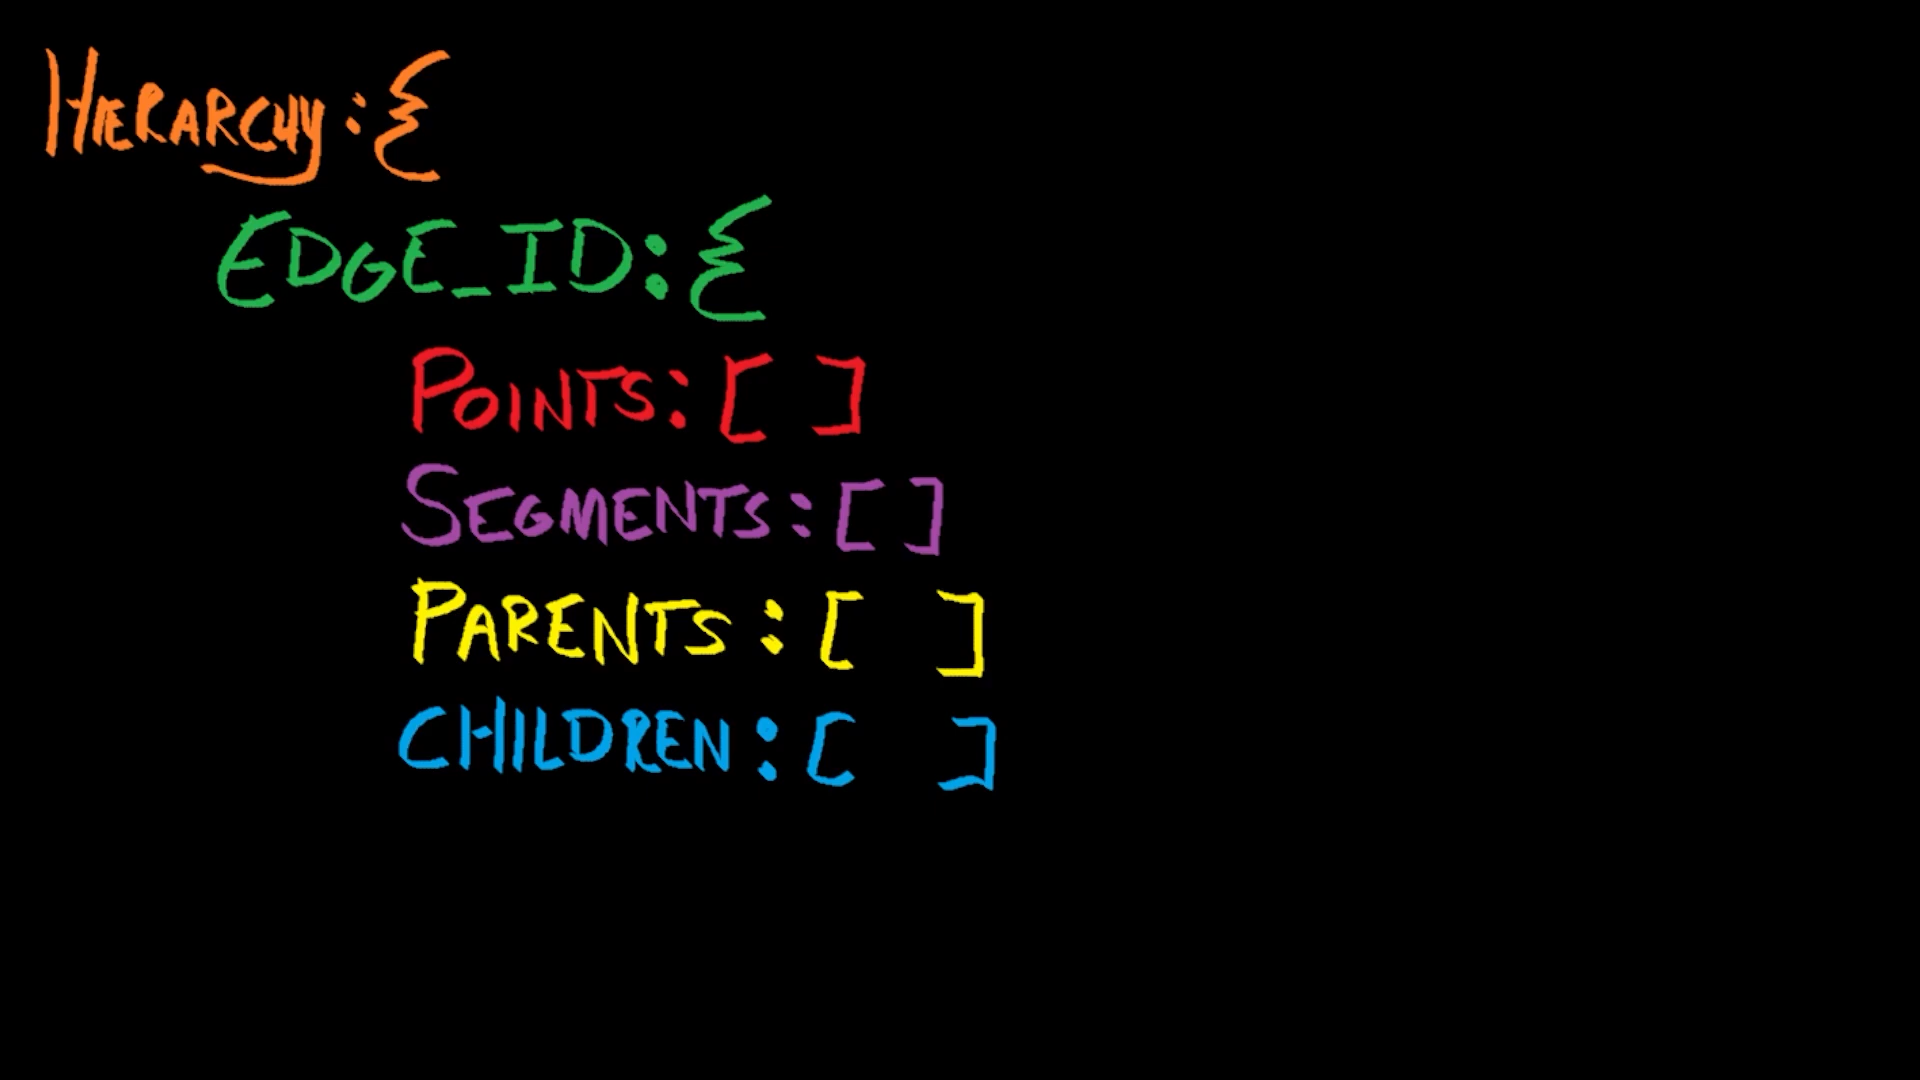 HIERARCHY: {
EDGE_ID: {
POINTS: [ ]
SEGMENTS: [ ]
PARENTS: [ ]
CHILDREN: [ ]